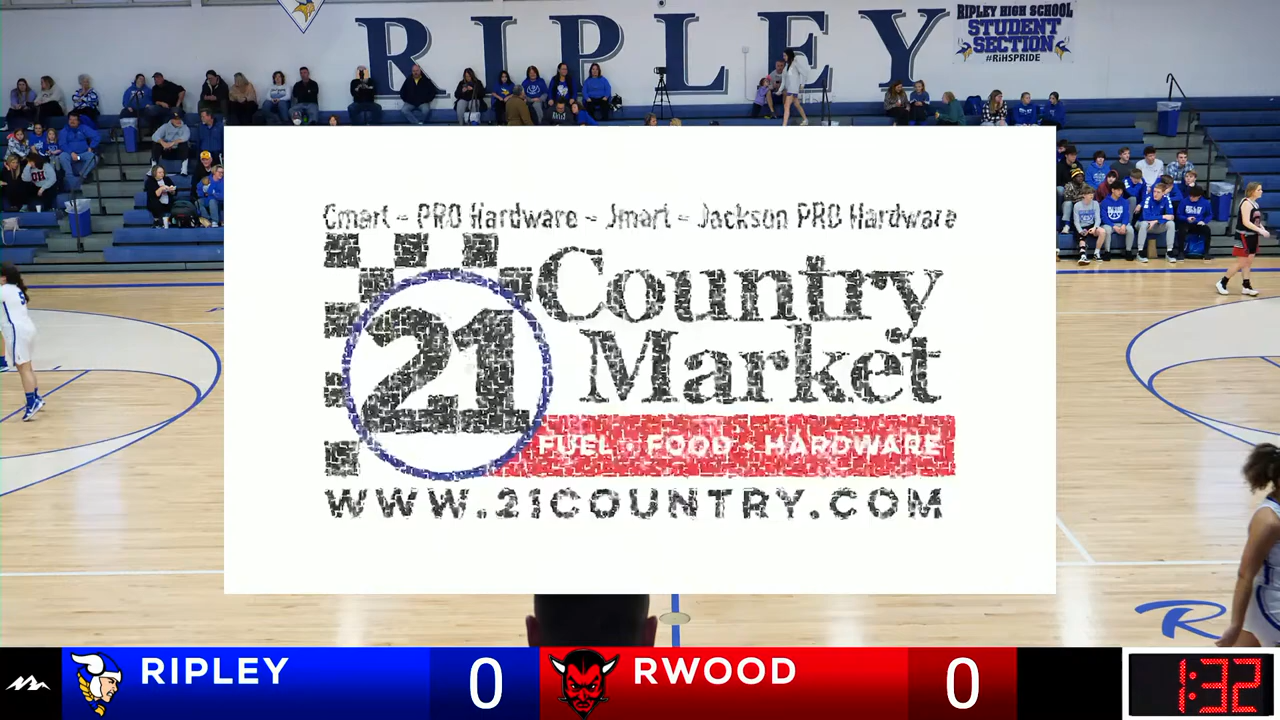 RIPLEY
RIPLEY HIGH SCHOOL
STUDENT
SECTION
#RiHSPRIDE
Gmart - PRO Hardware - Jmart - Jackson PRO Hardware
21
Country
Market
FUEL • FOOD • HARDWARE
WWW.21COUNTRY.COM
R
RIPLEY 0 RWOOD 0 1:32